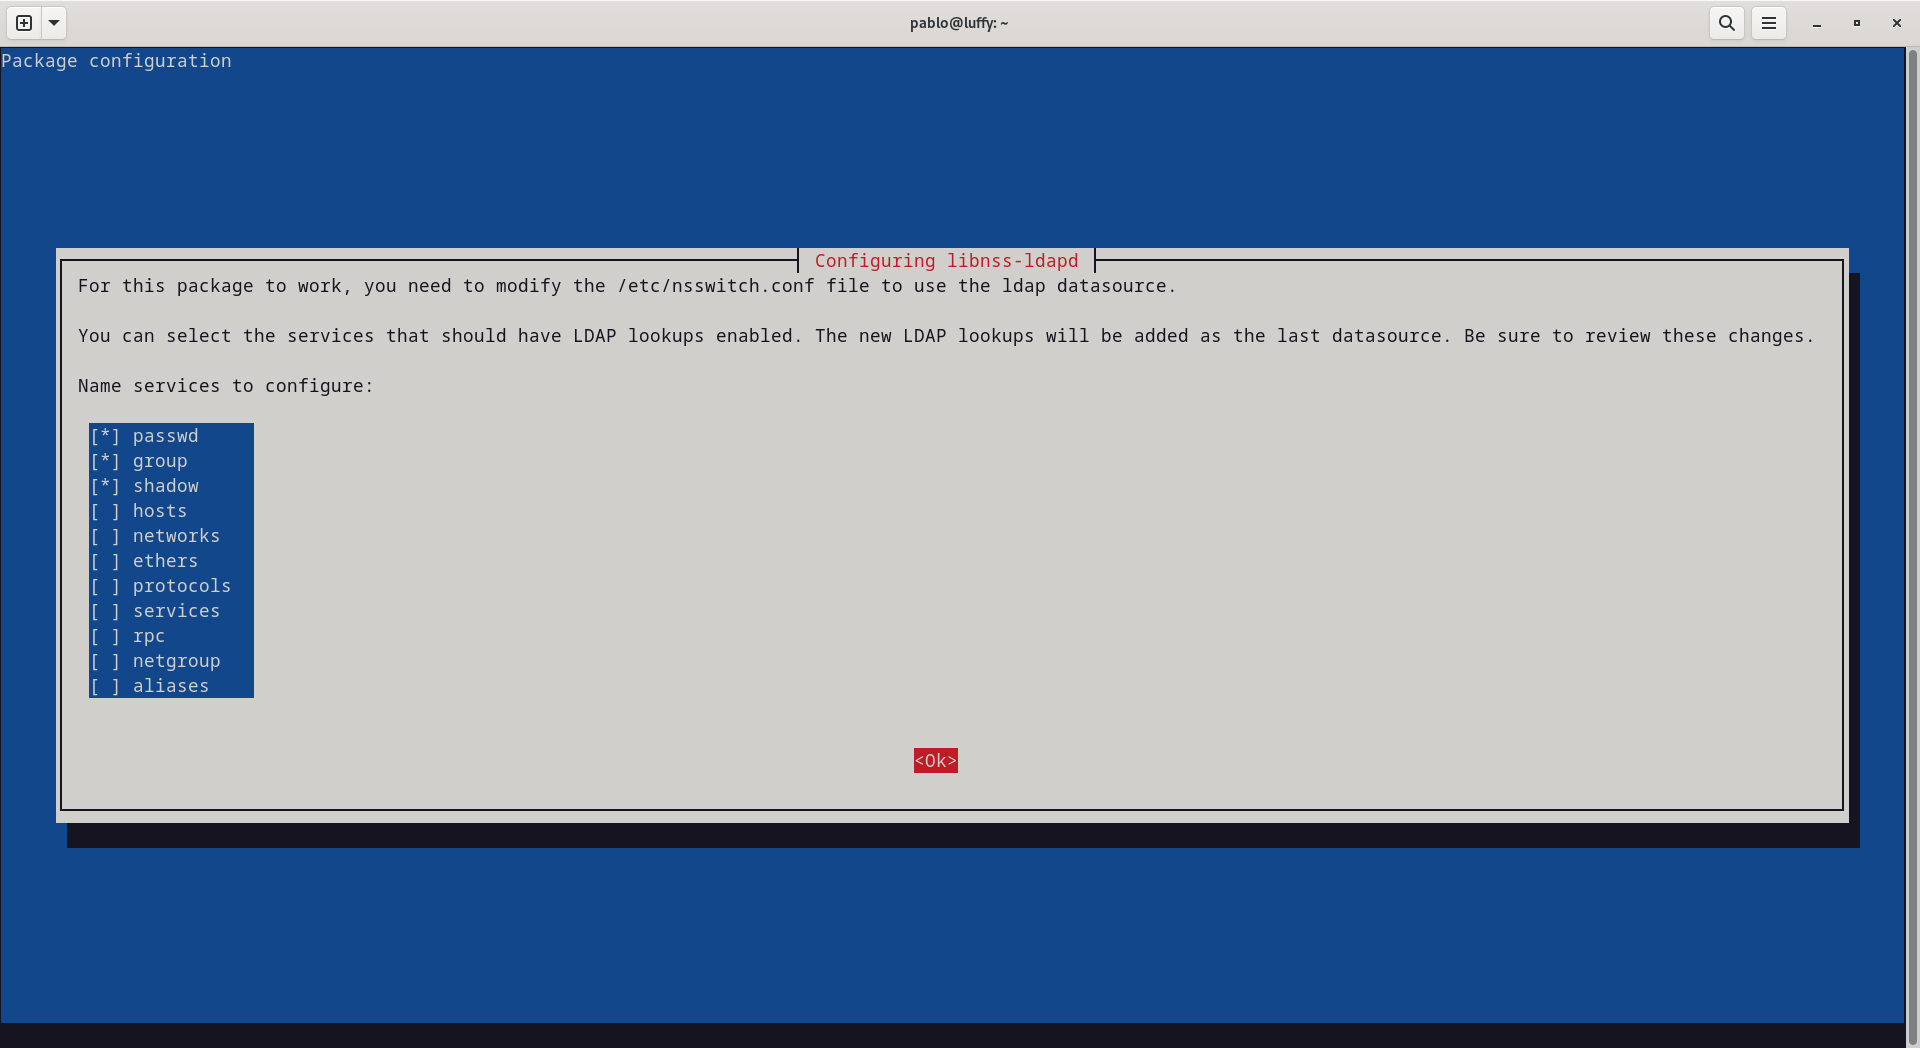 pablo@luffy: ~
Package configuration
Configuring libnss-ldapd
For this package to work, you need to modify the /etc/nsswitch.conf file to use the ldap datasource.
You can select the services that should have LDAP lookups enabled. The new LDAP lookups will be added as the last datasource. Be sure to review these changes.
Name services to configure:
[*] passwd
[*] group
[*] shadow
[ ] hosts
[ ] networks
[ ] ethers
[ ] protocols
[ ] services
[ ] rpc
[ ] netgroup
[ ] aliases
<Ok>